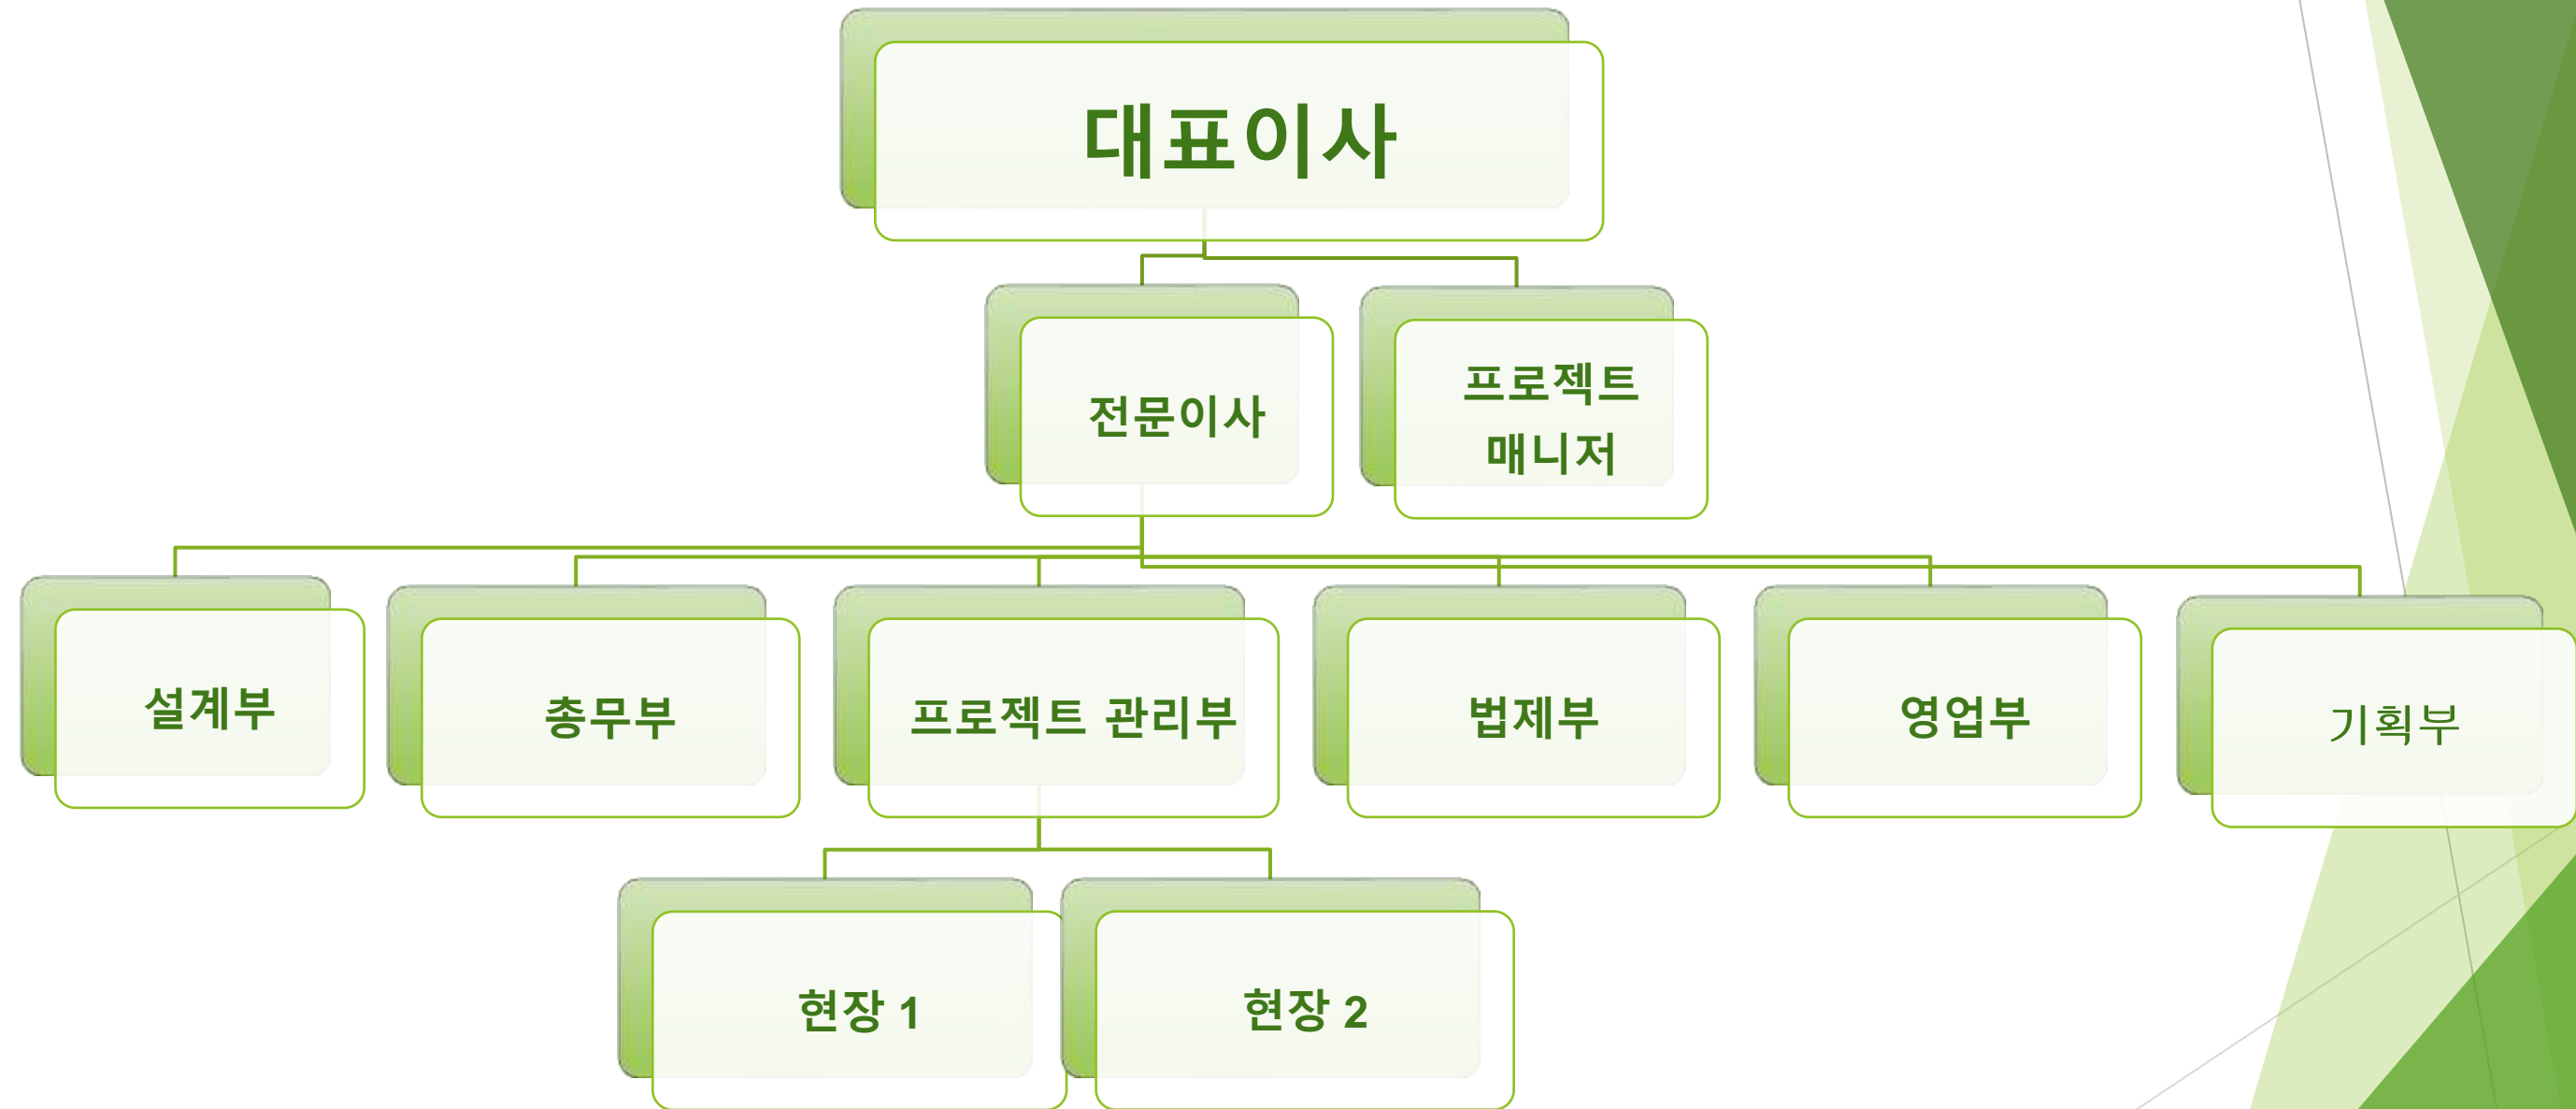 대표이사
전문이사
프로젝트
매니저
설계부
총무부
프로젝트 관리부
법제부
영업부
기획부
현장 1
현장 2